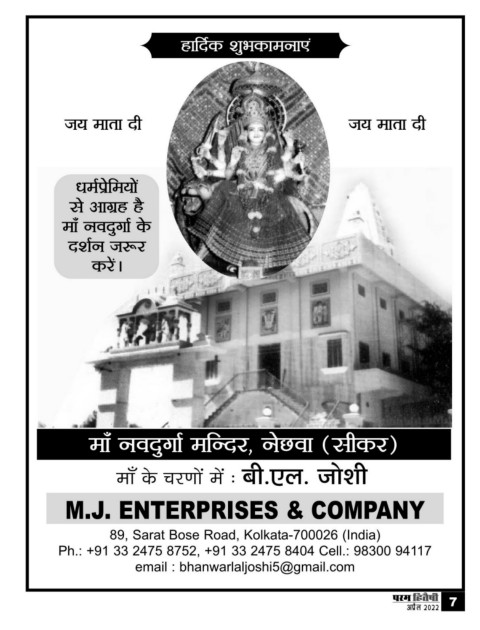 हार्दिक शुभकामनाएं
जय माता दी
जय माता दी
धर्मप्रेमियों
से आग्रह है
माँ नवदुर्गा के
दर्शन जरूर
करें।
माँ नवदुर्गा मन्दिर, नेछवा (सीकर)
माँ के चरणों में : बी.एल. जोशी
M.J. ENTERPRISES & COMPANY
89, Sarat Bose Road, Kolkata-700026 (India)
Ph.: +91 33 2475 8752, +91 33 2475 8404 Cell.: 98300 94117
email : bhanwarlaljoshi5@gmail.com
परम हितैषी
अप्रैल 2022
7